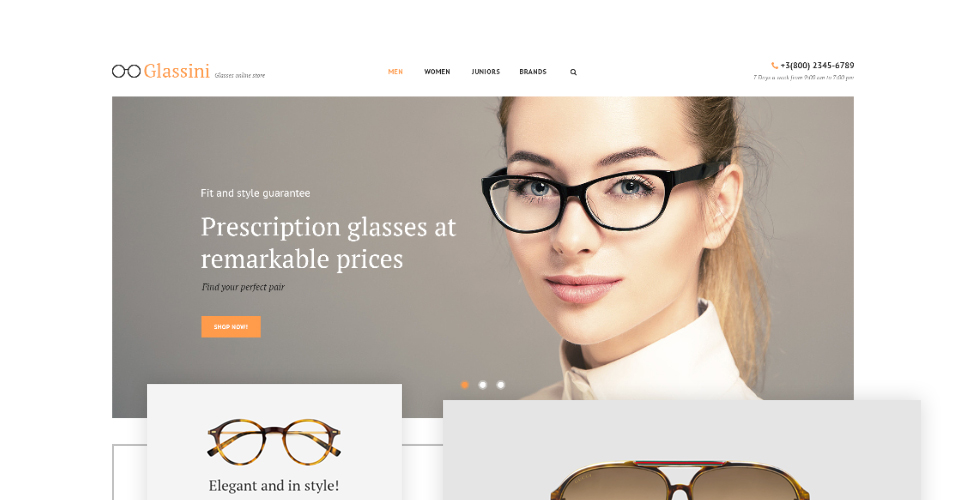 Glassini Glasses online store
MEN WOMEN JUNIORS BRANDS
+3(800) 2345-6789
7 Days a week from 9:00 am to 7:00 pm
Fit and style guarantee
Prescription glasses at
remarkable prices
Find your perfect pair
SHOP NOW!
Elegant and in style!